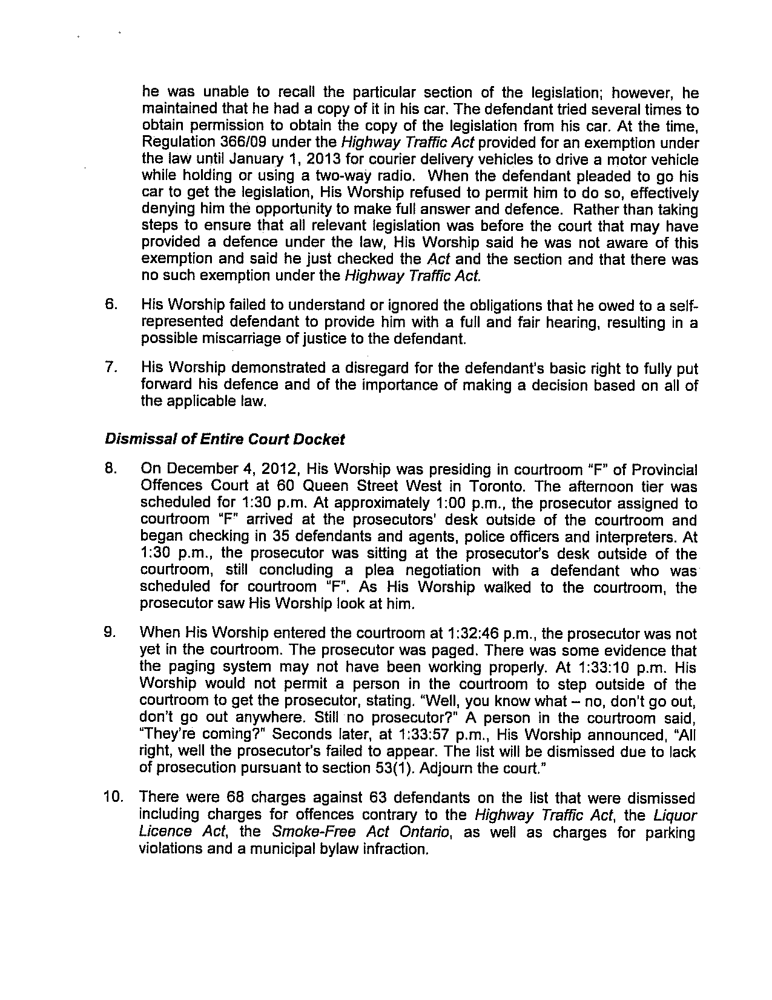 he was unable to recall the particular section of the legislation; however, he
maintained that he had a copy of it in his car. The defendant tried several times to
obtain permission to obtain the copy of the legislation from his car. At the time,
Regulation 366/09 under the Highway Traffic Act provided for an exemption under
the law until January 1, 2013 for courier delivery vehicles to drive a motor vehicle
while holding or using a two-way radio. When the defendant pleaded to go his
car to get the legislation, His Worship refused to permit him to do so, effectively
denying him the opportunity to make full answer and defence. Rather than taking
steps to ensure that all relevant legislation was before the court that may have
provided a defence under the law, His Worship said he was not aware of this
exemption and said he just checked the Act and the section and that there was
no such exemption under the Highway Traffic Act.
6. His Worship failed to understand or ignored the obligations that he owed to a self-
represented defendant to provide him with a full and fair hearing, resulting in a
possible miscarriage of justice to the defendant.
7. His Worship demonstrated a disregard for the defendant's basic right to fully put
forward his defence and of the importance of making a decision based on all of
the applicable law.
Dismissal of Entire Court Docket
8. On December 4, 2012, His Worship was presiding in courtroom "F" of Provincial
Offences Court at 60 Queen Street West in Toronto. The afternoon tier was
scheduled for 1:30 p.m. At approximately 1:00 p.m., the prosecutor assigned to
courtroom "F" arrived at the prosecutors' desk outside of the courtroom and
began checking in 35 defendants and agents, police officers and interpreters. At
1:30 p.m., the prosecutor was sitting at the prosecutor's desk outside of the
courtroom, still concluding a plea negotiation with a defendant who was
scheduled for courtroom "F". As His Worship walked to the courtroom, the
prosecutor saw His Worship look at him.
9. When His Worship entered the courtroom at 1:32:46 p.m., the prosecutor was not
yet in the courtroom. The prosecutor was paged. There was some evidence that
the paging system may not have been working properly. At 1:33:10 p.m. His
Worship would not permit a person in the courtroom to step outside of the
courtroom to get the prosecutor, stating. "Well, you know what – no, don't go out,
don't go out anywhere. Still no prosecutor?" A person in the courtroom said,
"They're coming?" Seconds later, at 1:33:57 p.m., His Worship announced, "All
right, well the prosecutor's failed to appear. The list will be dismissed due to lack
of prosecution pursuant to section 53(1). Adjourn the court."
10. There were 68 charges against 63 defendants on the list that were dismissed
including charges for offences contrary to the Highway Traffic Act, the Liquor
Licence Act, the Smoke-Free Act Ontario, as well as charges for parking
violations and a municipal bylaw infraction.